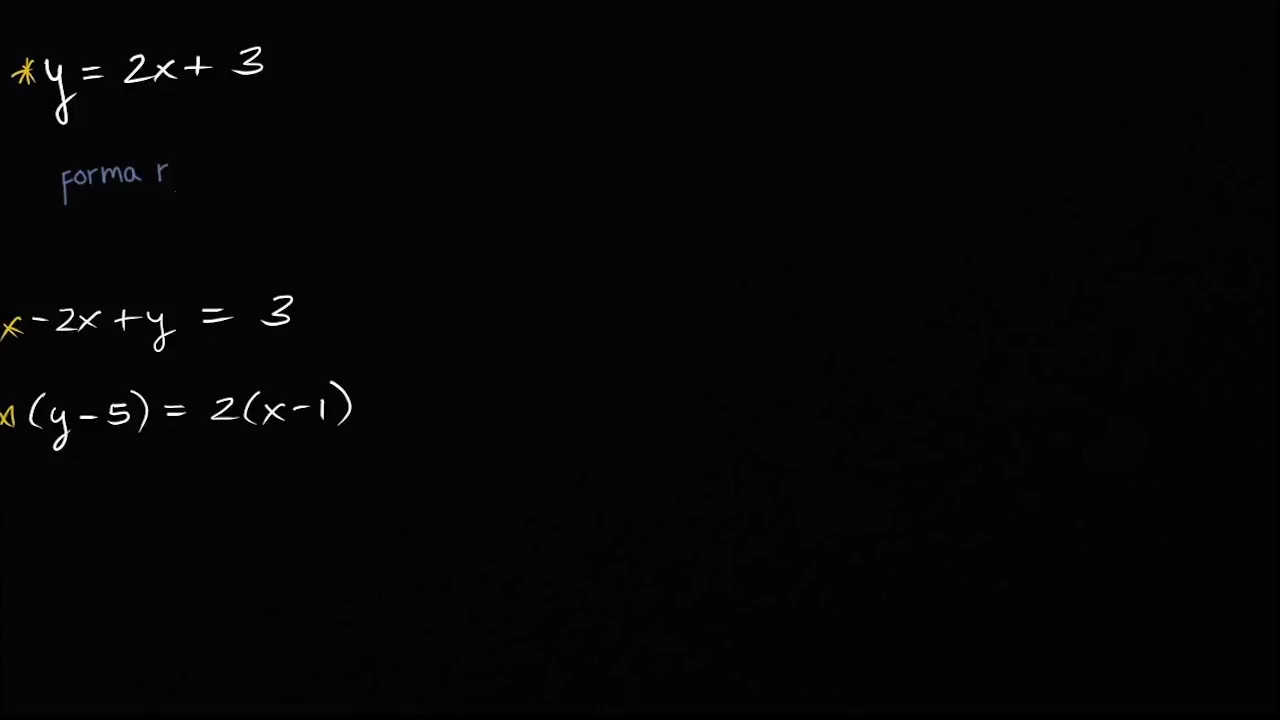 *y = 2x + 3
forma r
* -2x + y = 3
* (y - 5) = 2(x - 1)